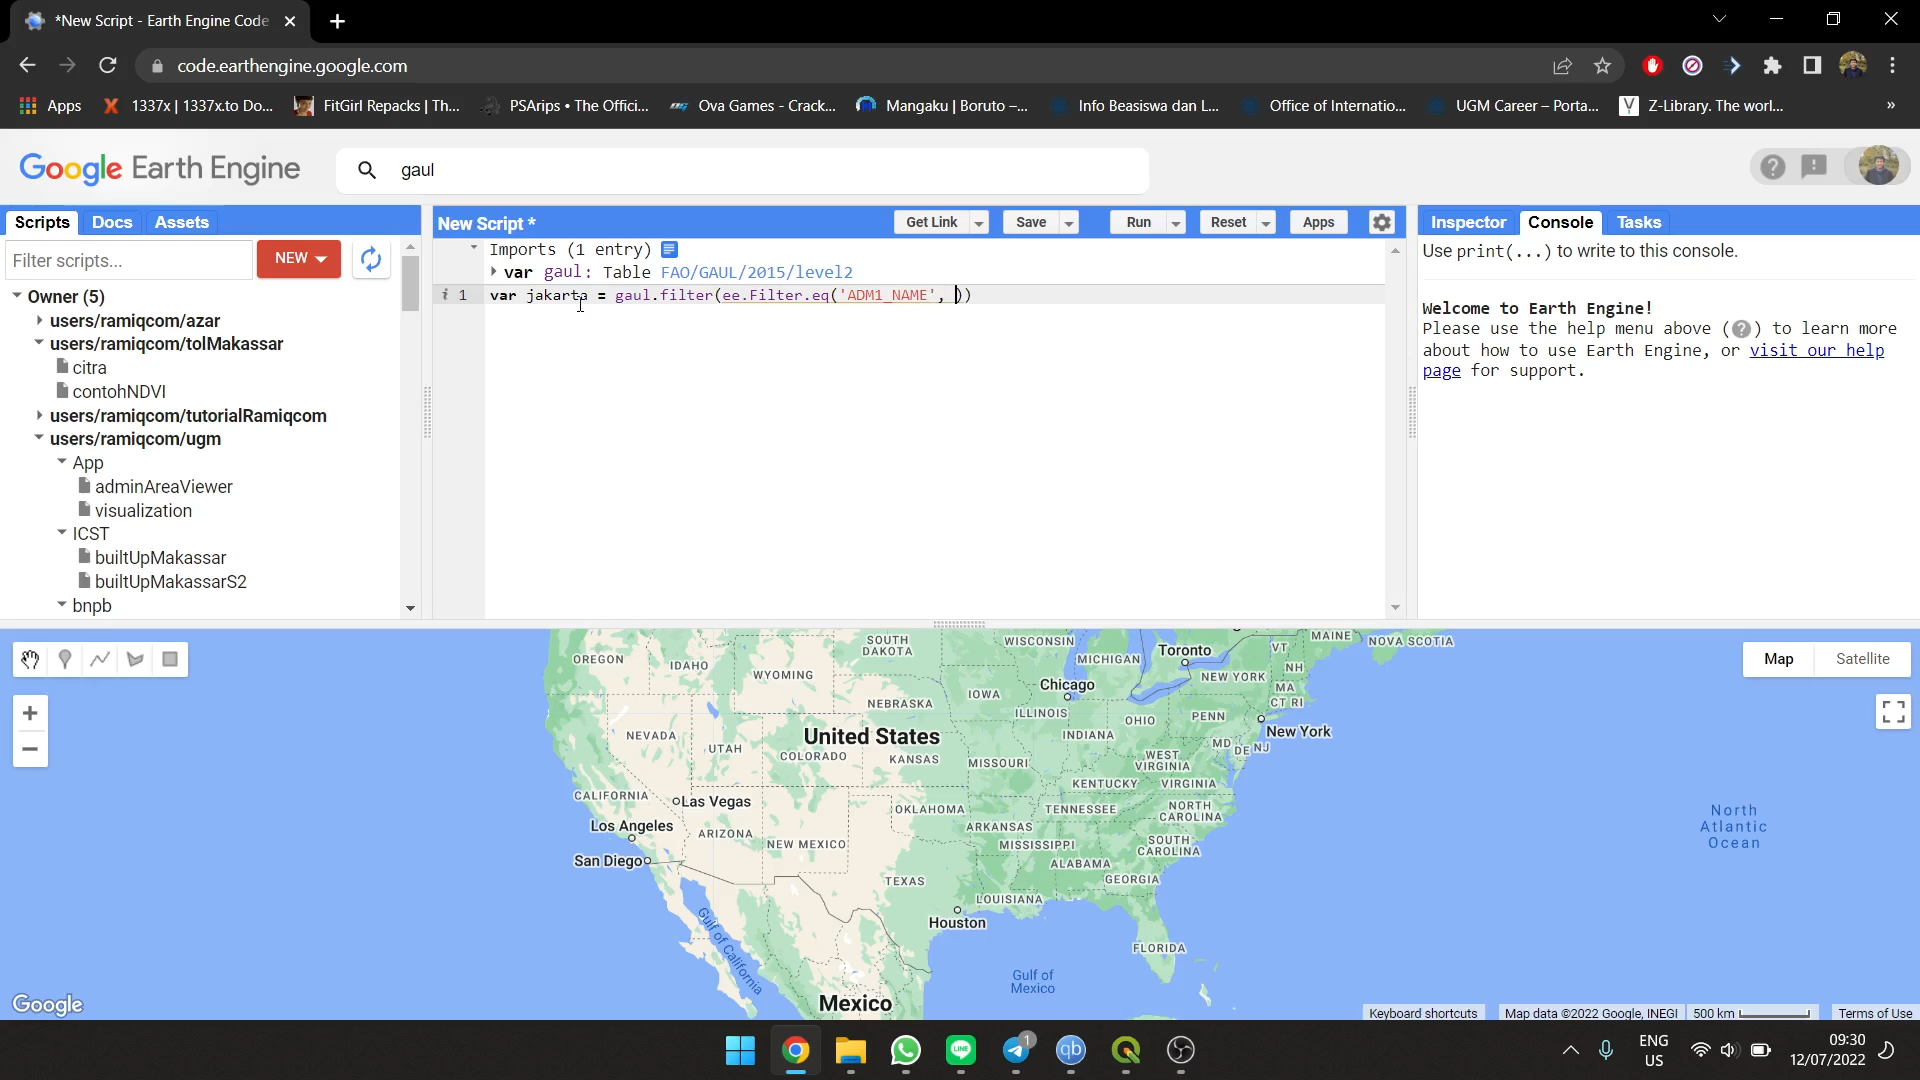 *New Script - Earth Engine Code
code.earthengine.google.com
Apps
1337x | 1337x.to Do...
FitGirl Repacks | Th...
PSArips • The Offici...
Ova Games - Crack...
Mangaku | Boruto –...
Info Beasiswa dan L...
Office of Internatio...
UGM Career – Porta...
Z-Library. The worl...
»
Google Earth Engine
gaul
Scripts
Docs
Assets
Filter scripts...
NEW
Owner (5)
users/ramiqcom/azar
users/ramiqcom/tolMakassar
citra
contohNDVI
users/ramiqcom/tutorialRamiqcom
users/ramiqcom/ugm
App
adminAreaViewer
visualization
ICST
builtUpMakassar
builtUpMakassarS2
bnpb
New Script *
Get Link
Save
Run
Reset
Apps
Imports (1 entry)
var gaul: Table FAO/GAUL/2015/level2
i 1 var jakarta = gaul.filter(ee.Filter.eq('ADM1_NAME', ))
Inspector
Console
Tasks
Use print(...) to write to this console.
Welcome to Earth Engine!
Please use the help menu above (?) to learn more
about how to use Earth Engine, or visit our help
page for support.
Map
Satellite
OREGON
IDAHO
WYOMING
SOUTH
DAKOTA
WISCONSIN
MICHIGAN
Toronto
VT
NH
MAINE
NOVA SCOTIA
NEVADA
UTAH
COLORADO
NEBRASKA
IOWA
Chicago
ILLINOIS
INDIANA
OHIO
PENN
NEW YORK
MA
CT RI
New York
MD
DE NJ
United States
KANSAS
MISSOURI
WEST
VIRGINIA
KENTUCKY
VIRGINIA
CALIFORNIA
Las Vegas
Los Angeles
San Diego
ARIZONA
NEW MEXICO
OKLAHOMA
ARKANSAS
TENNESSEE
NORTH
CAROLINA
MISSISSIPPI
SOUTH
CAROLINA
ALABAMA
GEORGIA
TEXAS
LOUISIANA
Houston
FLORIDA
Gulf of
Mexico
Gulf of California
Mexico
North
Atlantic
Ocean
Google
Keyboard shortcuts
Map data ©2022 Google, INEGI
500 km
Terms of Use
1
qb
ENG
US
09:30
12/07/2022